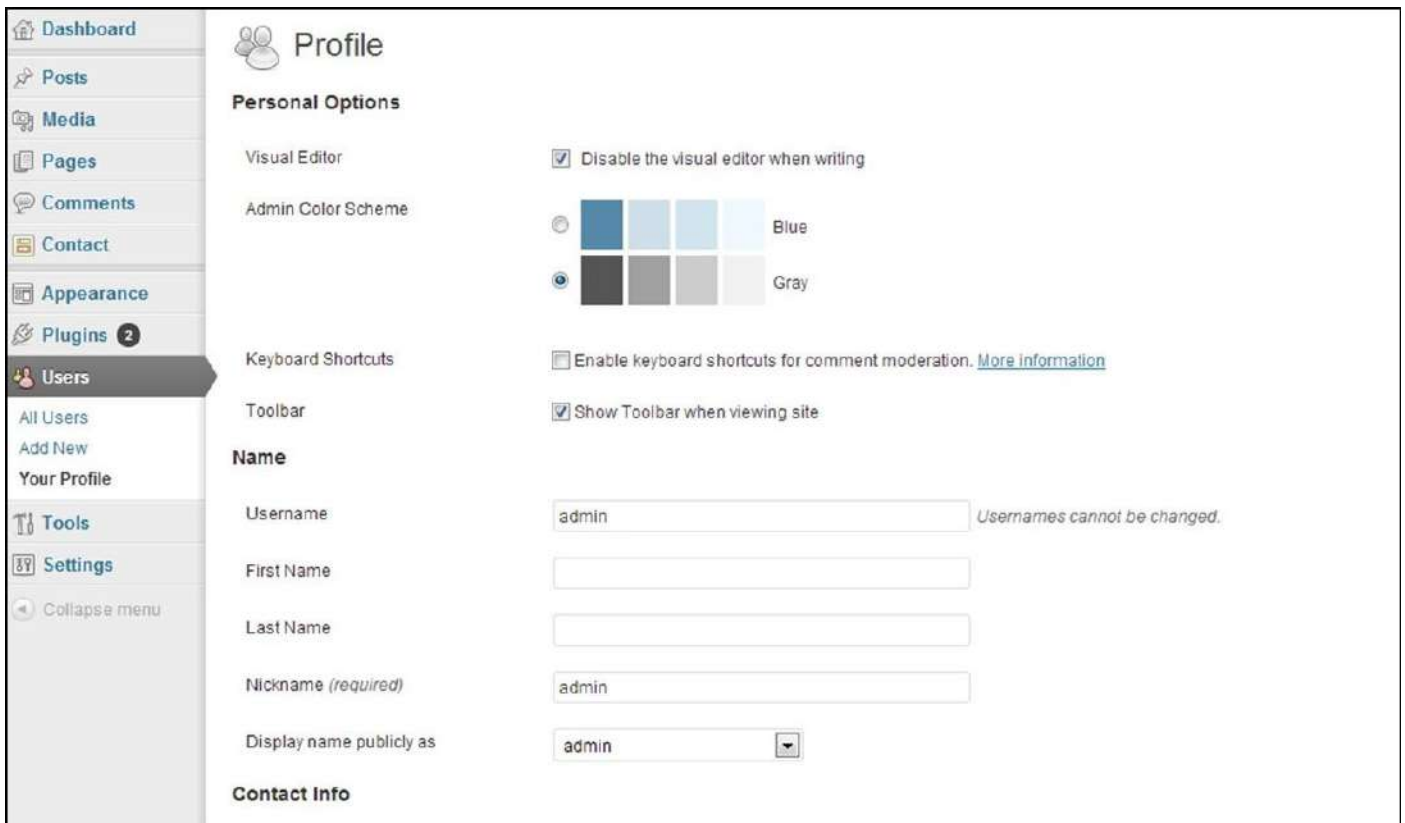 Dashboard
Posts
Media
Pages
Comments
Contact
Appearance
Plugins 2
Users
All Users
Add New
Your Profile
Tools
Settings
Collapse menu
Profile
Personal Options
Visual Editor
Disable the visual editor when writing
Admin Color Scheme
Blue
Gray
Keyboard Shortcuts
Enable keyboard shortcuts for comment moderation. More information
Toolbar
Show Toolbar when viewing site
Name
Username
admin
Usernames cannot be changed.
First Name
Last Name
Nickname (required)
admin
Display name publicly as
admin
Contact Info